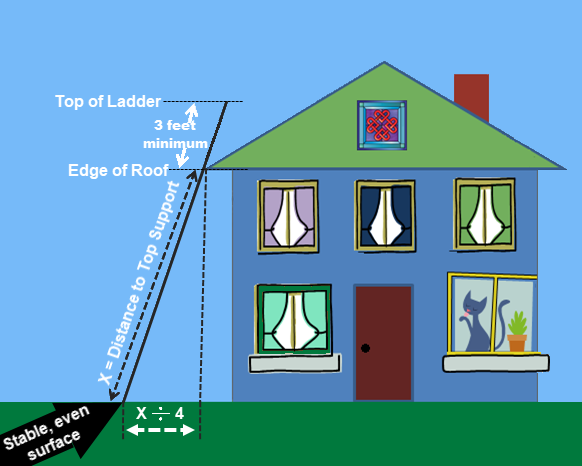 Top of Ladder
3 feet
minimum
Edge of Roof
X = Distance to Top Support
X ÷ 4
Stable, even
surface